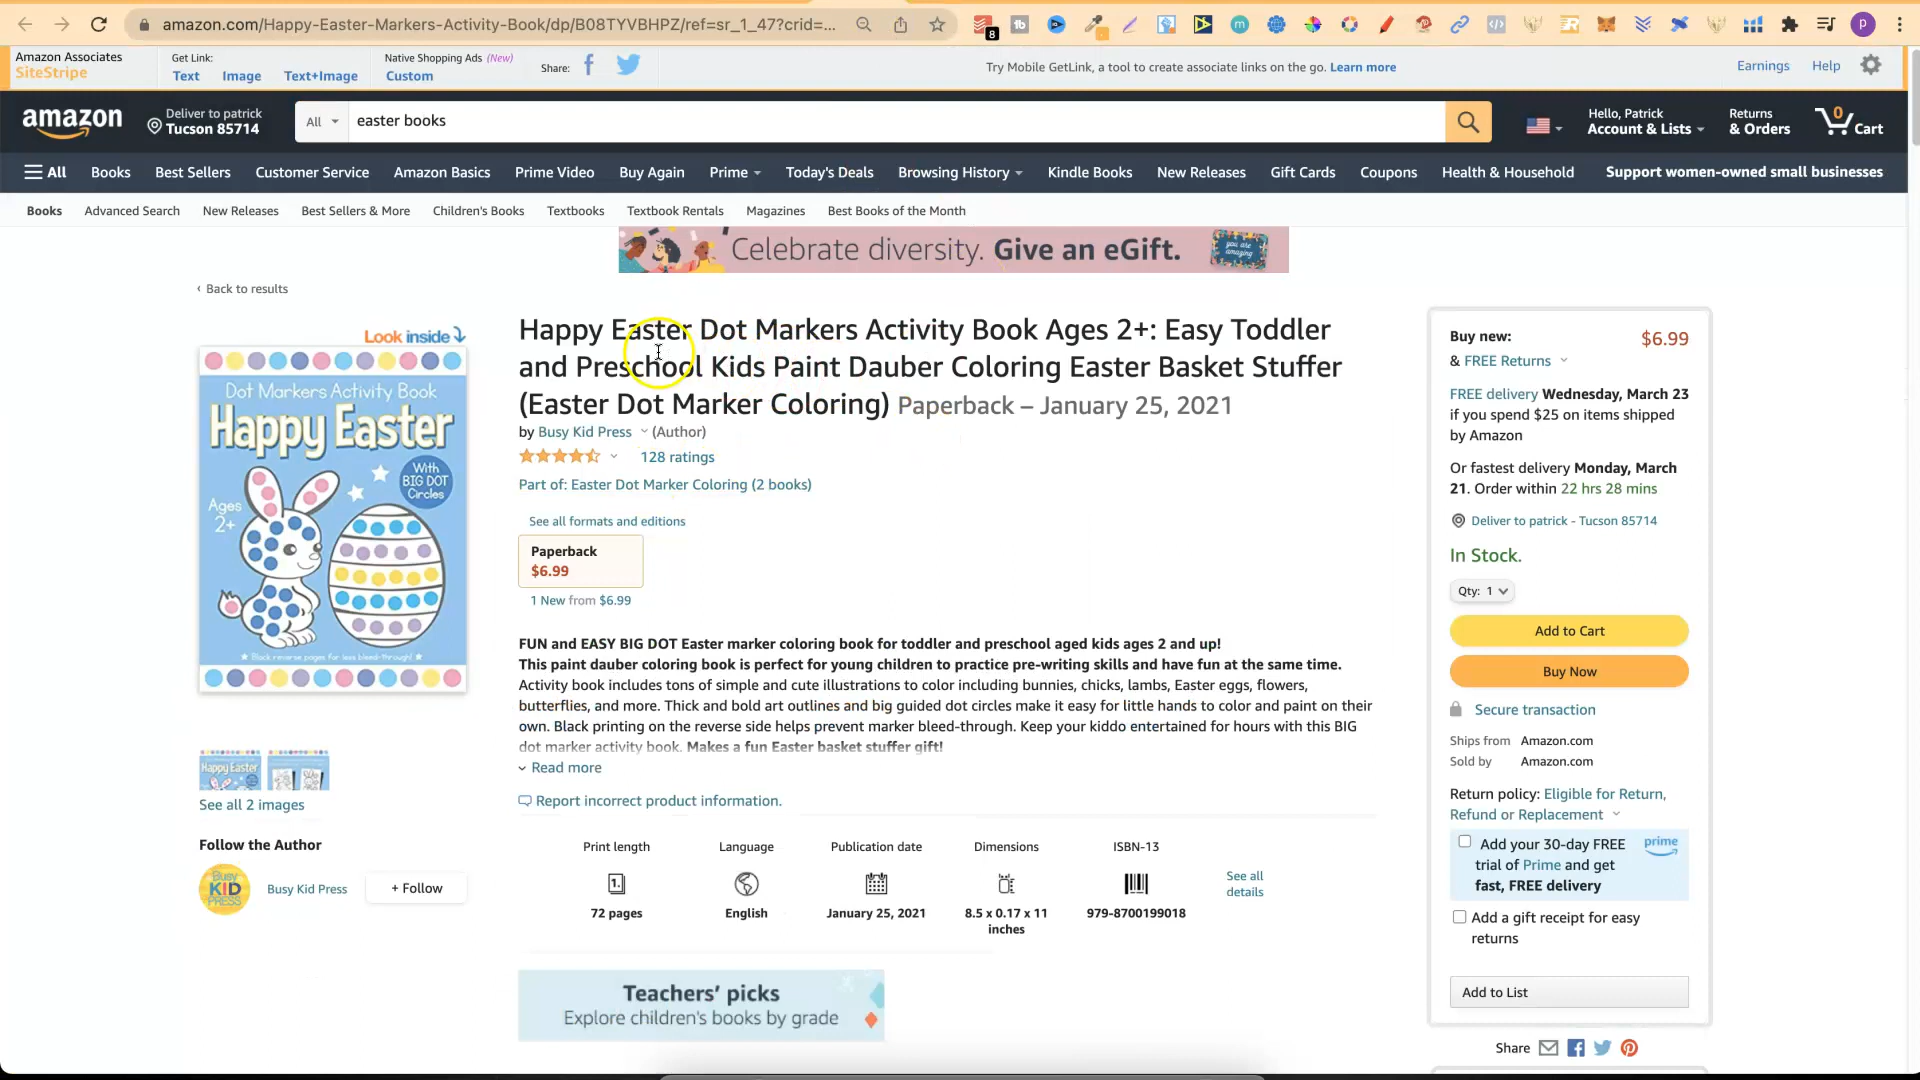 amazon.com/Happy-Easter-Markers-Activity-Book/dp/B08TYVBHPZ/ref=sr_1_47?crid=...
8
p
Amazon Associates
SiteStripe
Get Link:
Text Image Text+Image
Native Shopping Ads (New)
Custom
Share:
Try Mobile GetLink, a tool to create associate links on the go. Learn more
Earnings Help
amazon
Deliver to patrick
Tucson 85714
All
easter books
Hello, Patrick
Account & Lists
Returns
& Orders
0
Cart
All Books Best Sellers Customer Service Amazon Basics Prime Video Buy Again Prime Today's Deals Browsing History Kindle Books New Releases Gift Cards Coupons Health & Household Support women-owned small businesses
Books Advanced Search New Releases Best Sellers & More Children's Books Textbooks Textbook Rentals Magazines Best Books of the Month
Celebrate diversity. Give an eGift.
you are
amazing
‹ Back to results
Look inside
Dot Markers Activity Book
Happy Easter
With
BIG DOT
Circles
Ages
2+
★ Black reverse pages for less bleed-through! ★
See all 2 images
Follow the Author
Busy
KID
PRESS
Busy Kid Press
+ Follow
Happy Easter Dot Markers Activity Book Ages 2+: Easy Toddler
and Preschool Kids Paint Dauber Coloring Easter Basket Stuffer
(Easter Dot Marker Coloring) Paperback – January 25, 2021
by Busy Kid Press (Author)
128 ratings
Part of: Easter Dot Marker Coloring (2 books)
See all formats and editions
Paperback
$6.99
1 New from $6.99
FUN and EASY BIG DOT Easter marker coloring book for toddler and preschool aged kids ages 2 and up!
This paint dauber coloring book is perfect for young children to practice pre-writing skills and have fun at the same time.
Activity book includes tons of simple and cute illustrations to color including bunnies, chicks, lambs, Easter eggs, flowers,
butterflies, and more. Thick and bold art outlines and big guided dot circles make it easy for little hands to color and paint on their
own. Black printing on the reverse side helps prevent marker bleed-through. Keep your kiddo entertained for hours with this BIG
dot marker activity book. Makes a fun Easter basket stuffer gift!
Read more
Report incorrect product information.
Print length
72 pages
Language
English
Publication date
January 25, 2021
Dimensions
8.5 x 0.17 x 11
inches
ISBN-13
979-8700199018
See all
details
Teachers' picks
Explore children's books by grade
Buy new:
$6.99
& FREE Returns
FREE delivery Wednesday, March 23
if you spend $25 on items shipped
by Amazon
Or fastest delivery Monday, March
21. Order within 22 hrs 28 mins
Deliver to patrick - Tucson 85714
In Stock.
Qty: 1
Add to Cart
Buy Now
Secure transaction
Ships from Amazon.com
Sold by Amazon.com
Return policy: Eligible for Return,
Refund or Replacement
Add your 30-day FREE
trial of Prime and get
fast, FREE delivery
prime
Add a gift receipt for easy
returns
Add to List
Share